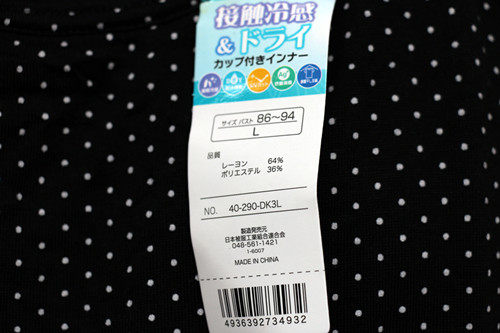 接触冷感
&ドライ
カップ付きインナー
サイズ バスト 86～94
L
品質
レーヨン 64%
ポリエステル 36%
NO. 40-290-DK3L
製造発売元
日本被服工業組合連合会
048-561-1421
1-6007
MADE IN CHINA
4936392734932